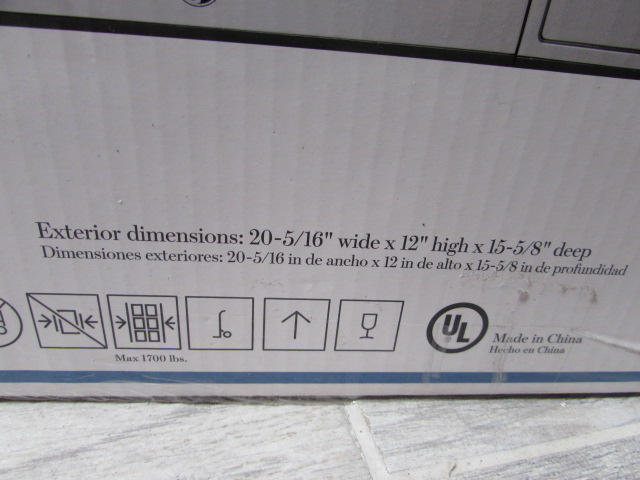 Exterior dimensions: 20-5/16" wide x 12" high x 15-5/8" deep
Dimensiones exteriores: 20-5/16 in de ancho x 12 in de alto x 15-5/8 in de profundidad
Max 1700 lbs.
UL
Made in China
Hecho en China